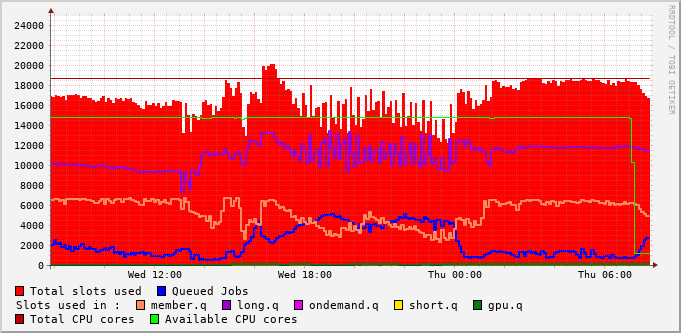 RRDTOOL / TOBI OETIKER
24000
22000
20000
18000
16000
14000
12000
10000
8000
6000
4000
2000
0
Wed 12:00 Wed 18:00 Thu 00:00 Thu 06:00
Total slots used Queued Jobs
Slots used in : member.q long.q ondemand.q short.q gpu.q
Total CPU cores Available CPU cores